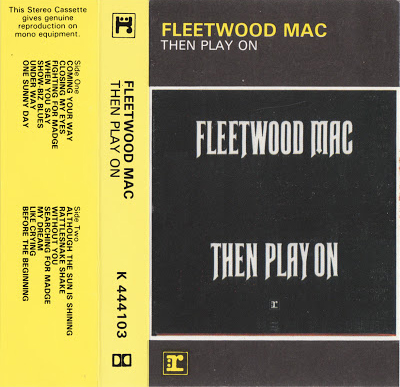 This Stereo Cassette
gives genuine
reproduction on
mono equipment.
Side One
COMING YOUR WAY
CLOSING MY EYES
FIGHTING FOR MADGE
WHEN YOU SAY
SHOW-BIZ BLUES
UNDER WAY
ONE SUNNY DAY
Side Two
ALTHOUGH THE SUN IS SHINING
RATTLESNAKE SHAKE
WITHOUT YOU
SEARCHING FOR MADGE
MY DREAM
LIKE CRYING
BEFORE THE BEGINNING
FLEETWOOD MAC
THEN PLAY ON
K 444103
FLEETWOOD MAC
THEN PLAY ON
FLEETWOOD MAC
THEN PLAY ON